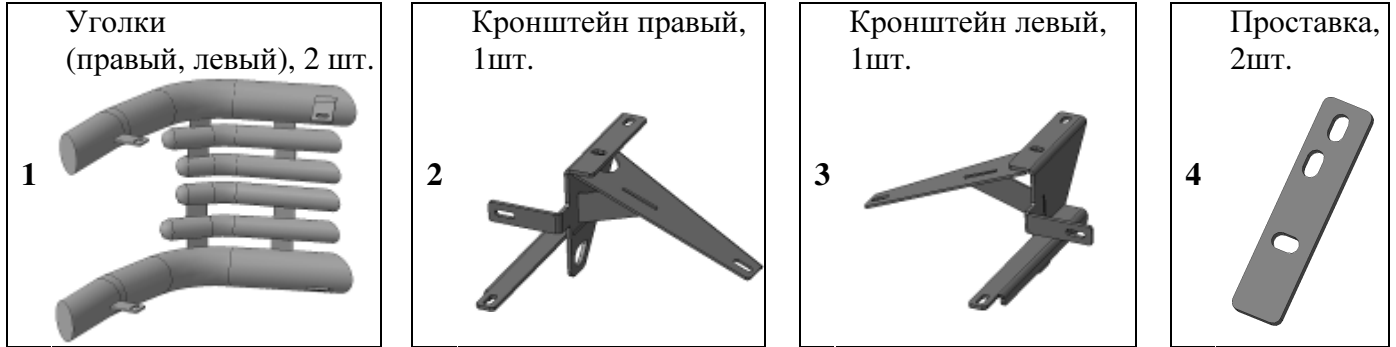 Уголки
(правый, левый), 2 шт.
1
Кронштейн правый,
1шт.
2
Кронштейн левый,
1шт.
3
Проставка,
2шт.
4